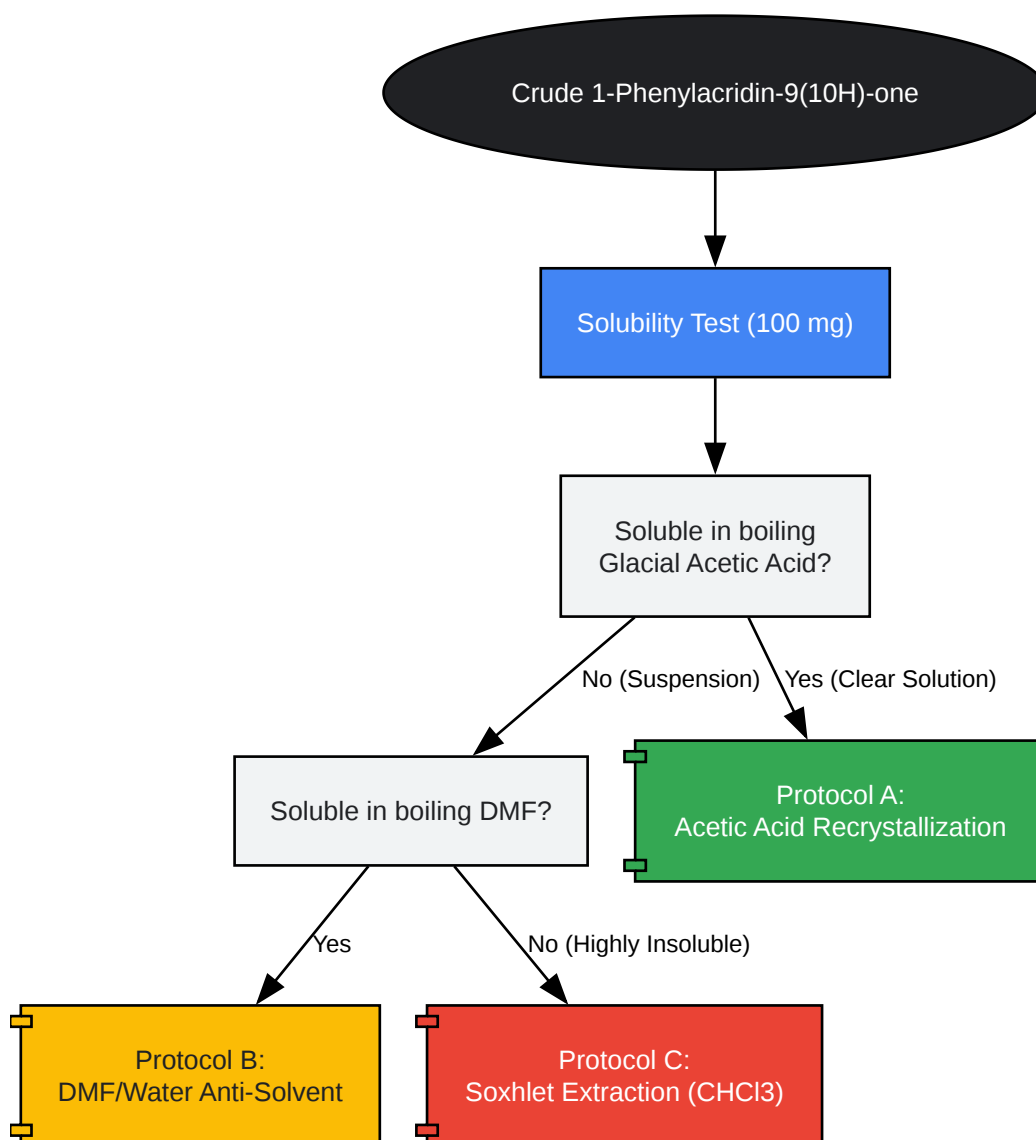 Crude 1-Phenylacridin-9(10H)-one
Solubility Test (100 mg)
Soluble in boiling
Glacial Acetic Acid?
No (Suspension)
Yes (Clear Solution)
Soluble in boiling DMF?
Protocol A:
Acetic Acid Recrystallization
Yes
No (Highly Insoluble)
Protocol B:
DMF/Water Anti-Solvent
Protocol C:
Soxhlet Extraction (CHCl3)